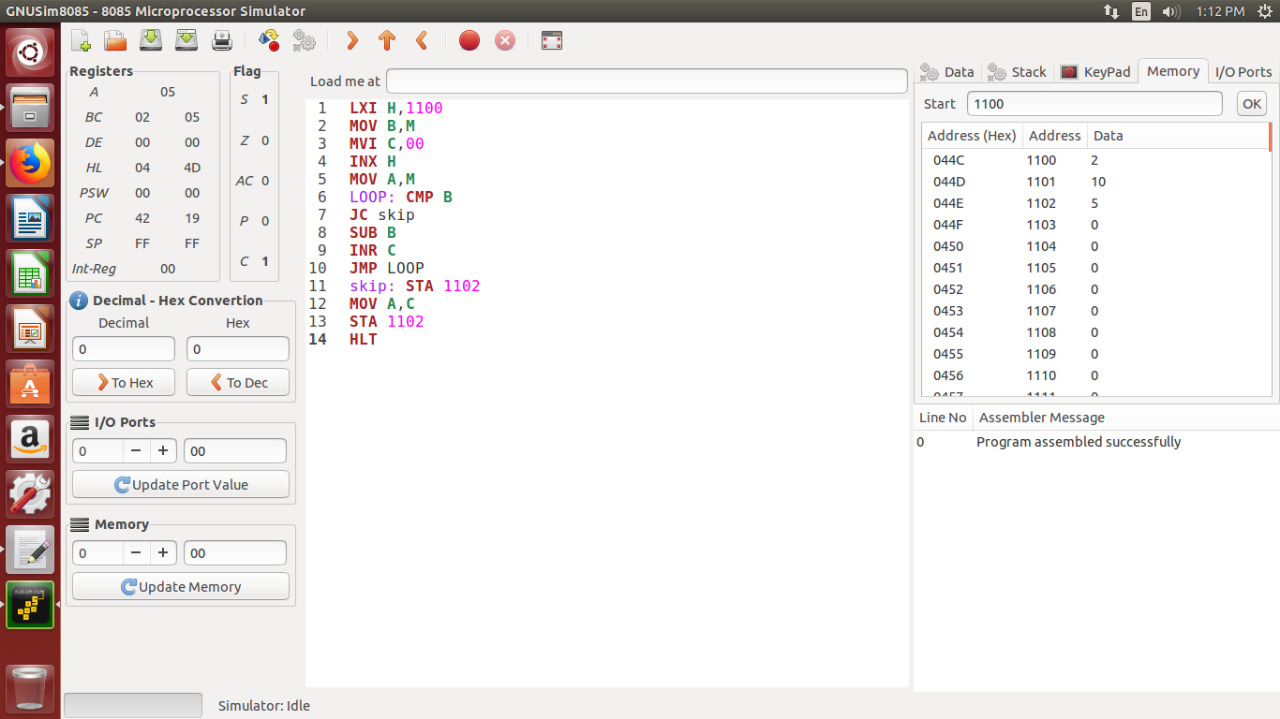 GNUSim8085 - 8085 Microprocessor Simulator
En 1:12 PM
Registers
A 05
BC 02 05
DE 00 00
HL 04 4D
PSW 00 00
PC 42 19
SP FF FF
Int-Reg 00
Flag
S 1
Z 0
AC 0
P 0
C 1
Decimal - Hex Convertion
Decimal Hex
0 0
To Hex To Dec
I/O Ports
0 − + 00
Update Port Value
Memory
0 − + 00
Update Memory
Load me at
1 LXI H,1100
2 MOV B,M
3 MVI C,00
4 INX H
5 MOV A,M
6 LOOP: CMP B
7 JC skip
8 SUB B
9 INR C
10 JMP LOOP
11 skip: STA 1102
12 MOV A,C
13 STA 1102
14 HLT
Data Stack KeyPad Memory I/O Ports
Start 1100 OK
Address (Hex) Address Data
044C 1100 2
044D 1101 10
044E 1102 5
044F 1103 0
0450 1104 0
0451 1105 0
0452 1106 0
0453 1107 0
0454 1108 0
0455 1109 0
0456 1110 0
0457 1111 0
Line No Assembler Message
0 Program assembled successfully
Simulator: Idle